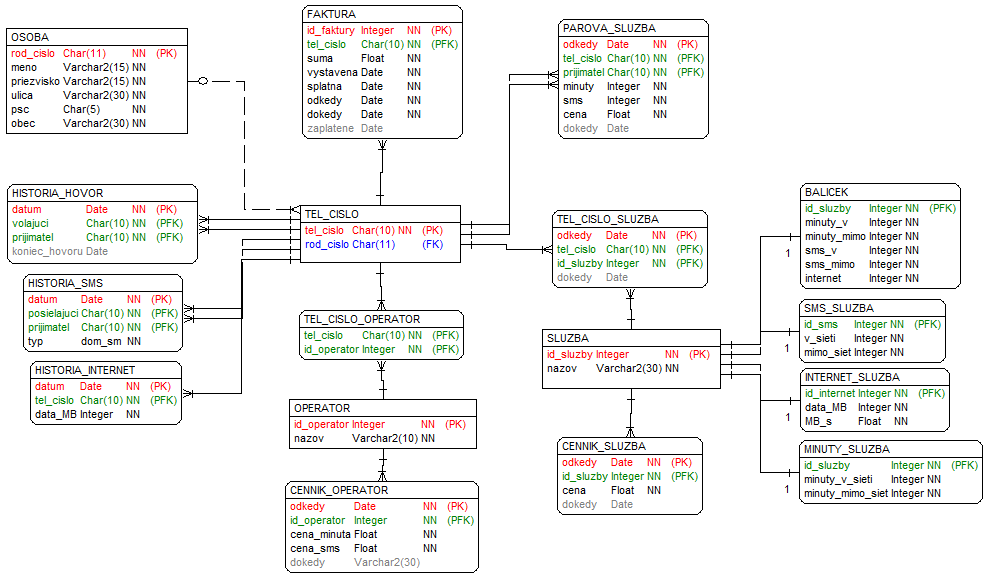 OSOBA
rod_cislo Char(11) NN (PK)
meno Varchar2(15) NN
priezvisko Varchar2(15) NN
ulica Varchar2(30) NN
psc Char(5) NN
obec Varchar2(30) NN
FAKTURA
id_faktury Integer NN (PK)
tel_cislo Char(10) NN (PFK)
suma Float NN
vystavena Date NN
splatna Date NN
odkedy Date NN
dokedy Date NN
zaplatene Date
PAROVA_SLUZBA
odkedy Date NN (PK)
tel_cislo Char(10) NN (PFK)
prijimatel Char(10) NN (PFK)
minuty Integer NN
sms Integer NN
cena Float NN
dokedy Date
HISTORIA_HOVOR
datum Date NN (PK)
volajuci Char(10) NN (PFK)
prijimatel Char(10) NN (PFK)
koniec_hovoru Date
TEL_CISLO
tel_cislo Char(10) NN (PK)
rod_cislo Char(11) (FK)
TEL_CISLO_SLUZBA
odkedy Date NN (PK)
tel_cislo Char(10) NN (PFK)
id_sluzby Integer NN (PFK)
dokedy Date
BALICEK
id_sluzby Integer NN (PFK)
minuty_v Integer NN
minuty_mimo Integer NN
sms_v Integer NN
sms_mimo Integer NN
internet Integer NN
1
HISTORIA_SMS
datum Date NN (PK)
posielajuci Char(10) NN (PFK)
prijimatel Char(10) NN (PFK)
typ dom_sm NN
TEL_CISLO_OPERATOR
tel_cislo Char(10) NN (PFK)
id_operator Integer NN (PFK)
SLUZBA
id_sluzby Integer NN (PK)
nazov Varchar2(30) NN
SMS_SLUZBA
id_sms Integer NN (PFK)
v_sieti Integer NN
mimo_siet Integer NN
1
HISTORIA_INTERNET
datum Date NN (PK)
tel_cislo Char(10) NN (PFK)
data_MB Integer NN
INTERNET_SLUZBA
id_internet Integer NN (PFK)
data_MB Integer NN
MB_s Float NN
1
OPERATOR
id_operator Integer NN (PK)
nazov Varchar2(10) NN
CENNIK_SLUZBA
odkedy Date NN (PK)
id_sluzby Integer NN (PFK)
cena Float NN
dokedy Date
MINUTY_SLUZBA
id_sluzby Integer NN (PFK)
minuty_v_sieti Integer NN
minuty_mimo_siet Integer NN
1
CENNIK_OPERATOR
odkedy Date NN (PK)
id_operator Integer NN (PFK)
cena_minuta Float NN
cena_sms Float NN
dokedy Varchar2(30)